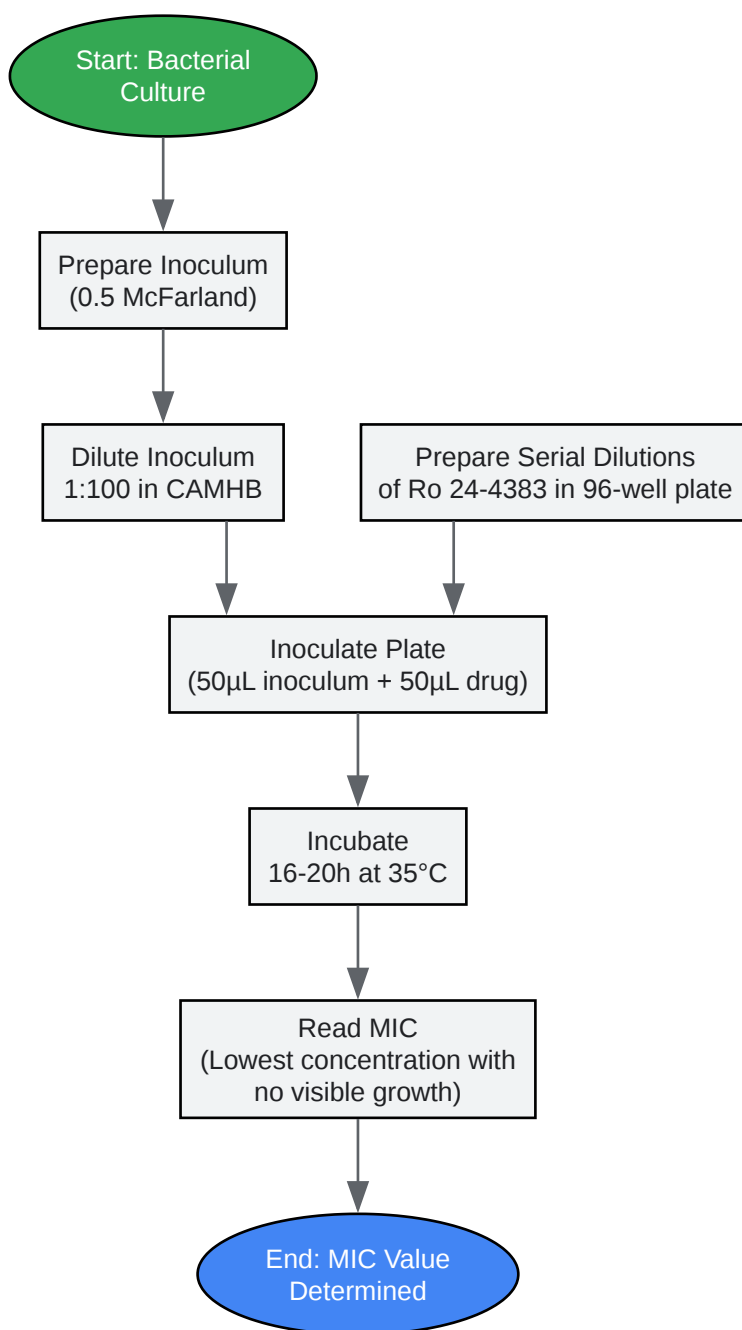 Start: Bacterial
Culture
Prepare Inoculum
(0.5 McFarland)
Dilute Inoculum
1:100 in CAMHB
Prepare Serial Dilutions
of Ro 24-4383 in 96-well plate
Inoculate Plate
(50µL inoculum + 50µL drug)
Incubate
16-20h at 35°C
Read MIC
(Lowest concentration with
no visible growth)
End: MIC Value
Determined